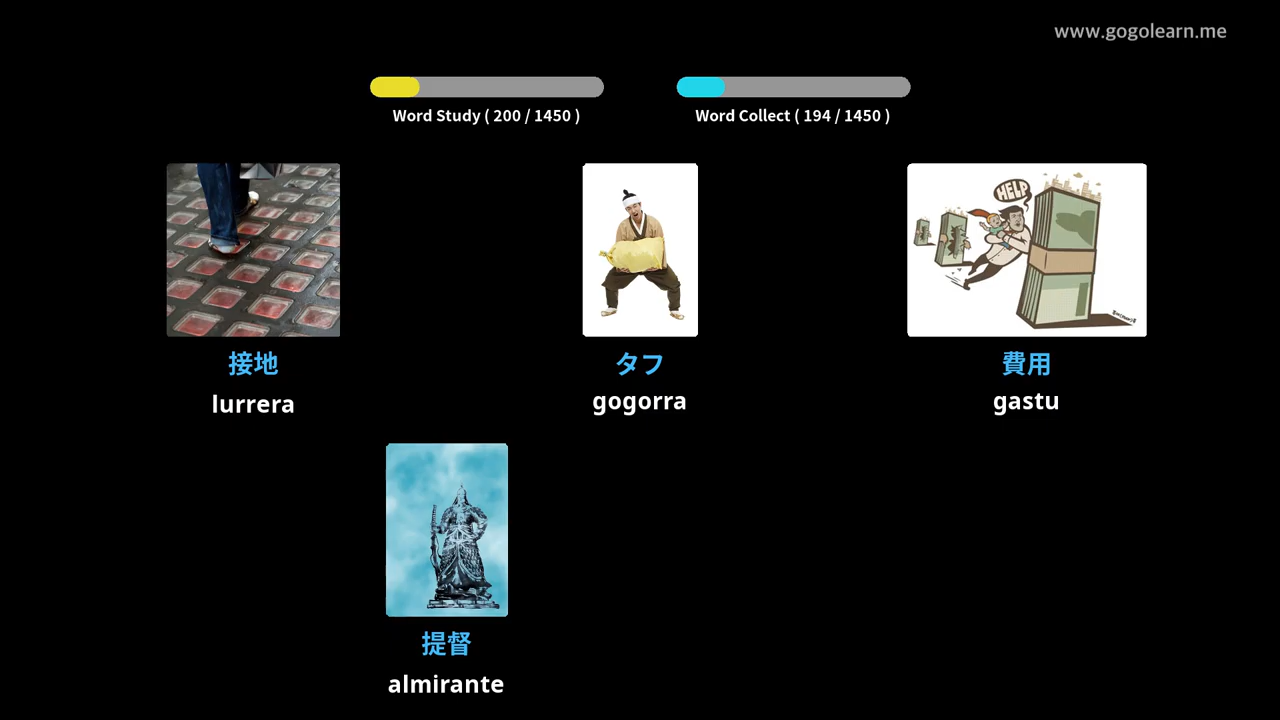 www.gogolearn.me
Word Study ( 200 / 1450 )
Word Collect ( 194 / 1450 )
HELP
接地
lurrera
タフ
gogorra
費用
gastu
提督
almirante